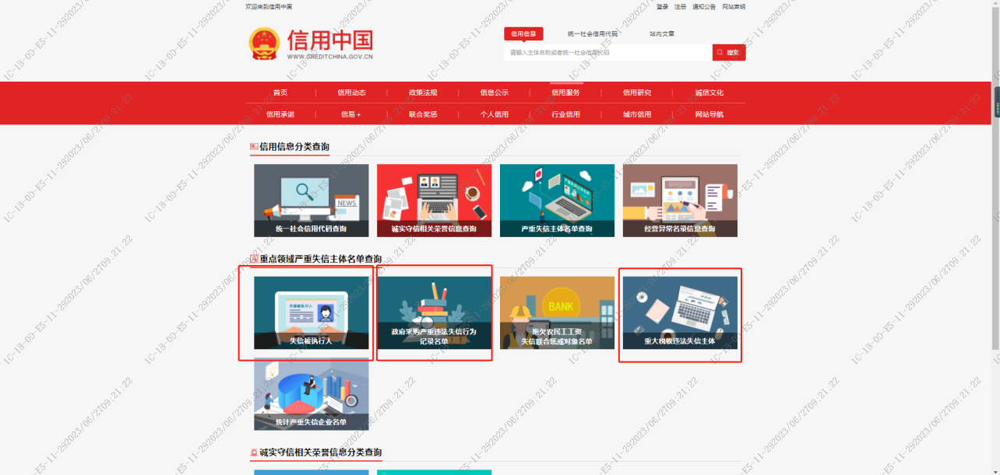 欢迎来到信用中国
登录 注册 通知公告 网站声明
信用中国
WWW.CREDITCHINA.GOV.CN
信用信息 统一社会信用代码 站内文章
请输入主体名称或者统一社会信用代码 搜索
首页 信用动态 政策法规 信息公示 信用服务 信用研究 诚信文化
信用承诺 信易+ 联合奖惩 个人信用 行业信用 城市信用 网站导航
信用信息分类查询
NEWS
统一社会信用代码查询 诚实守信相关荣誉信息查询 严重失信主体名单查询 经营异常名录信息查询
重点领域严重失信主体名单查询
失信被执行人
BANK
失信被执行人
政府采购严重违法失信行为
记录名单
拖欠农民工工资
失信联合惩戒对象名单
重大税收违法失信主体
统计严重失信企业名单
诚实守信相关荣誉信息分类查询
1C-1B-0D-E5-11-292023/06/2709.21.22